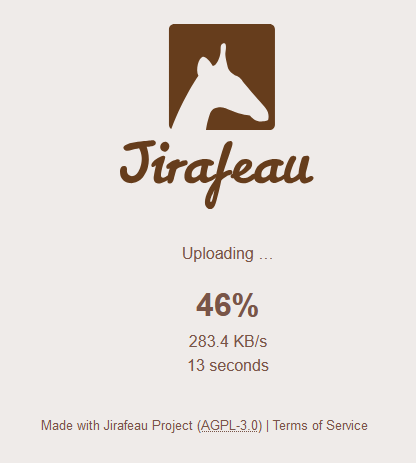 Jirafeau
Uploading ...
46%
283.4 KB/s
13 seconds
Made with Jirafeau Project (AGPL-3.0) | Terms of Service